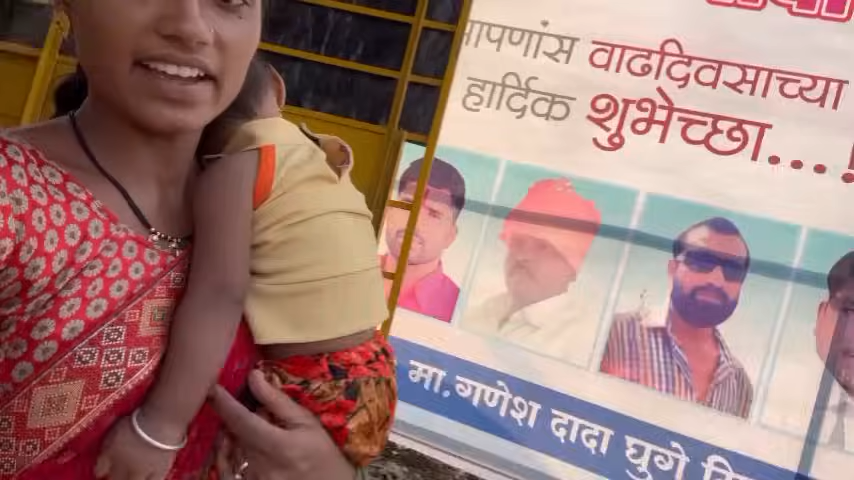 आपणांस वाढदिवसाच्या
हार्दिक शुभेच्छा...!
मा. गणेश दादा घुगे